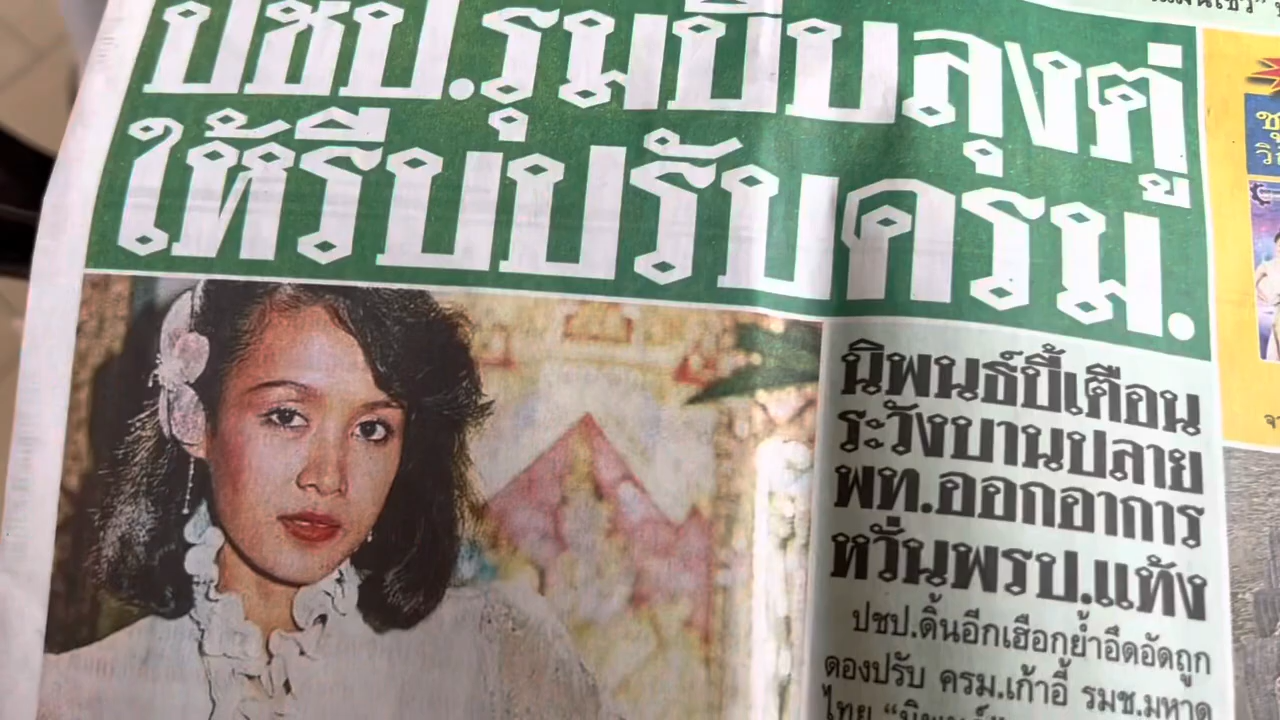 ปชป.รุมบีบลุงตู่
ให้รีบปรับครม.
นิพนธ์บี้เตือน
ระวังบานปลาย
พท.ออกอาการ
หวั่นพรป.แท้ง
ปชป.ดิ้นอีกเฮือกย้ำอึดอัดถูก
ดองปรับ ครม.เก้าอี้ รมช.มหาด
ไทย